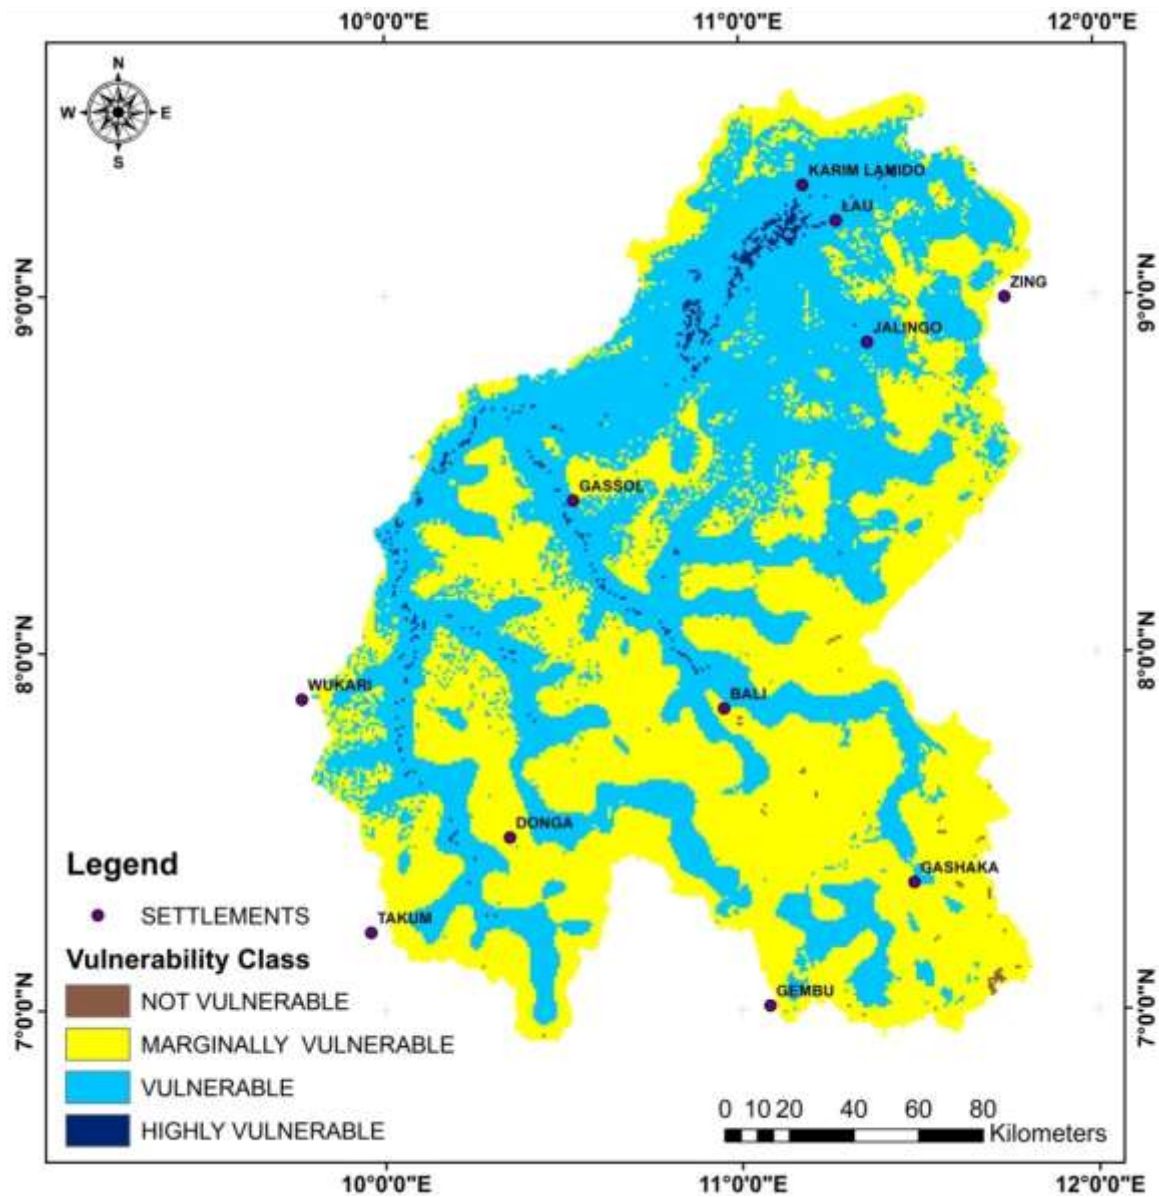 10°0'0"E 11°0'0"E 12°0'0"E
N
W E
S
KARIM LAMIDO
LAU
9°0'0"N 9°0'0"N
ZING
JALINGO
GASSOL
8°0'0"N 8°0'0"N
WUKARI
BALI
DONGA
Legend
GASHAKA
SETTLEMENTS
TAKUM
Vulnerability Class
NOT VULNERABLE
GEMBU
7°0'0"N 7°0'0"N
MARGINALLY VULNERABLE
VULNERABLE
0 10 20 40 60 80
HIGHLY VULNERABLE
Kilometers
10°0'0"E 11°0'0"E 12°0'0"E